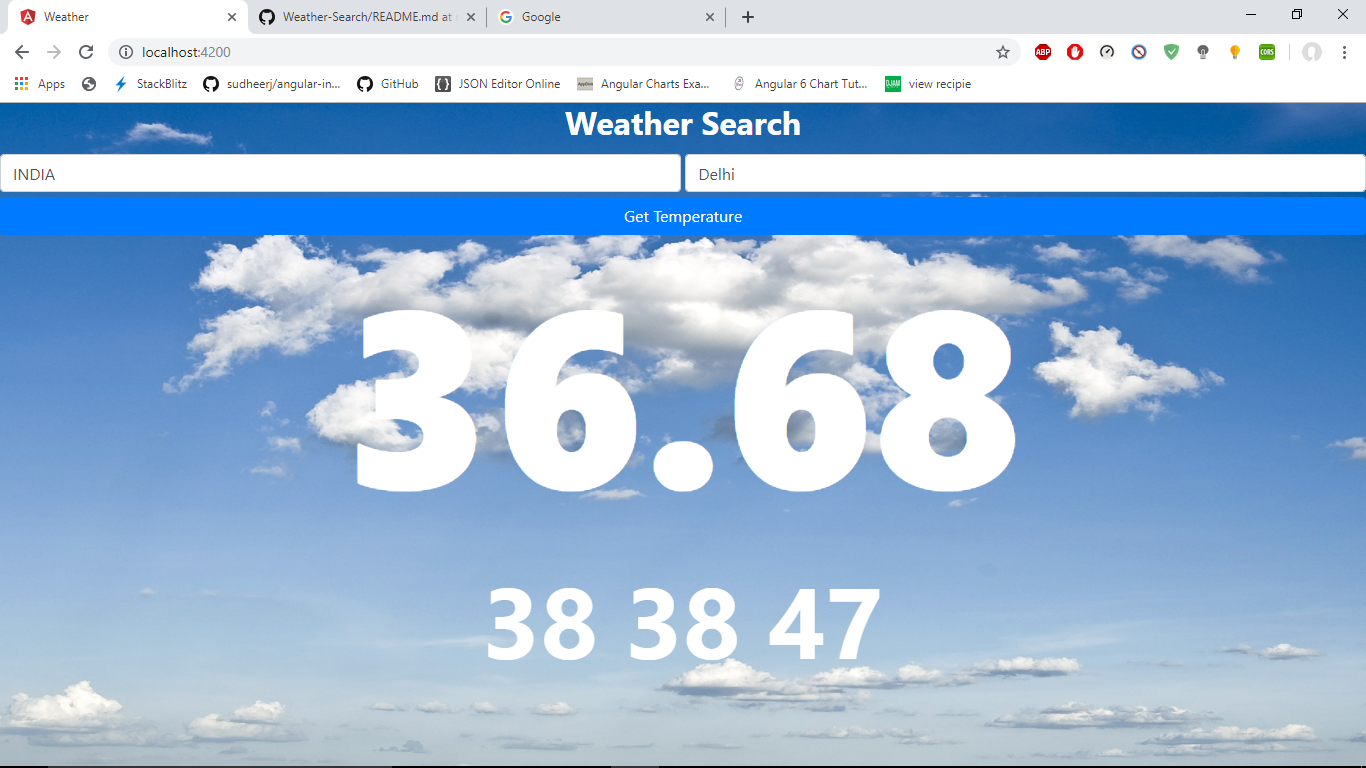 Weather
Weather-Search/README.md at
Google
localhost:4200
ABP
CORS
Apps
StackBlitz
sudheerj/angular-in...
GitHub
JSON Editor Online
Angular Charts Exa...
Angular 6 Chart Tut...
view recipie
Weather Search
INDIA
Delhi
Get Temperature
36.68
38 38 47